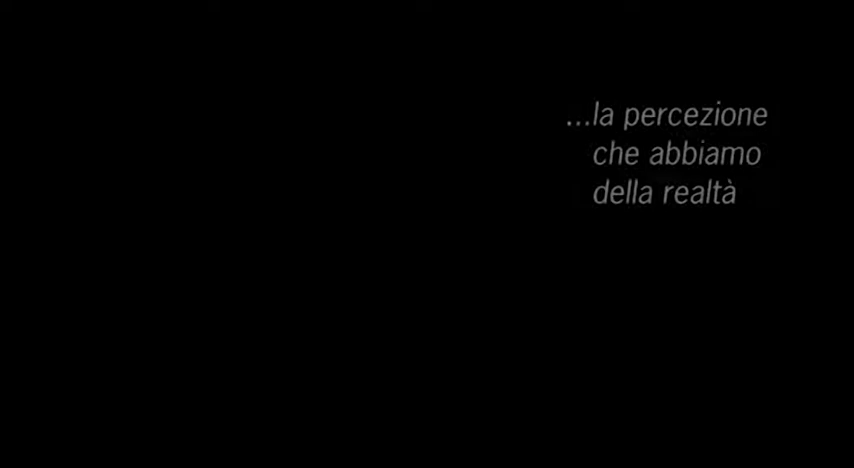 ...la percezione
che abbiamo
della realtà